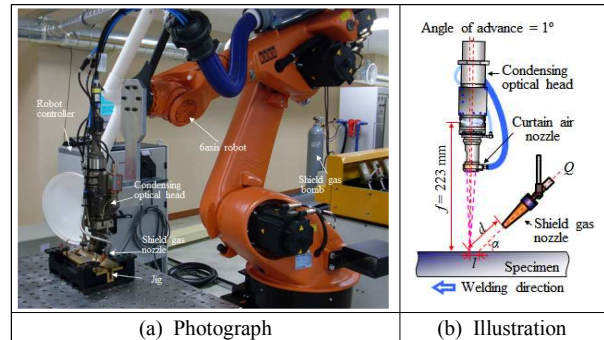 Robot
controller
6axis robot
Shield gas
bomb
Condensing
optical head
Shield gas
nozzle
Jig
(a) Photograph
Angle of advance = 1º
Condensing
optical head
Curtain air
nozzle
f = 223 mm
Q
d
Shield gas
nozzle
α
l
Specimen
Welding direction
(b) Illustration